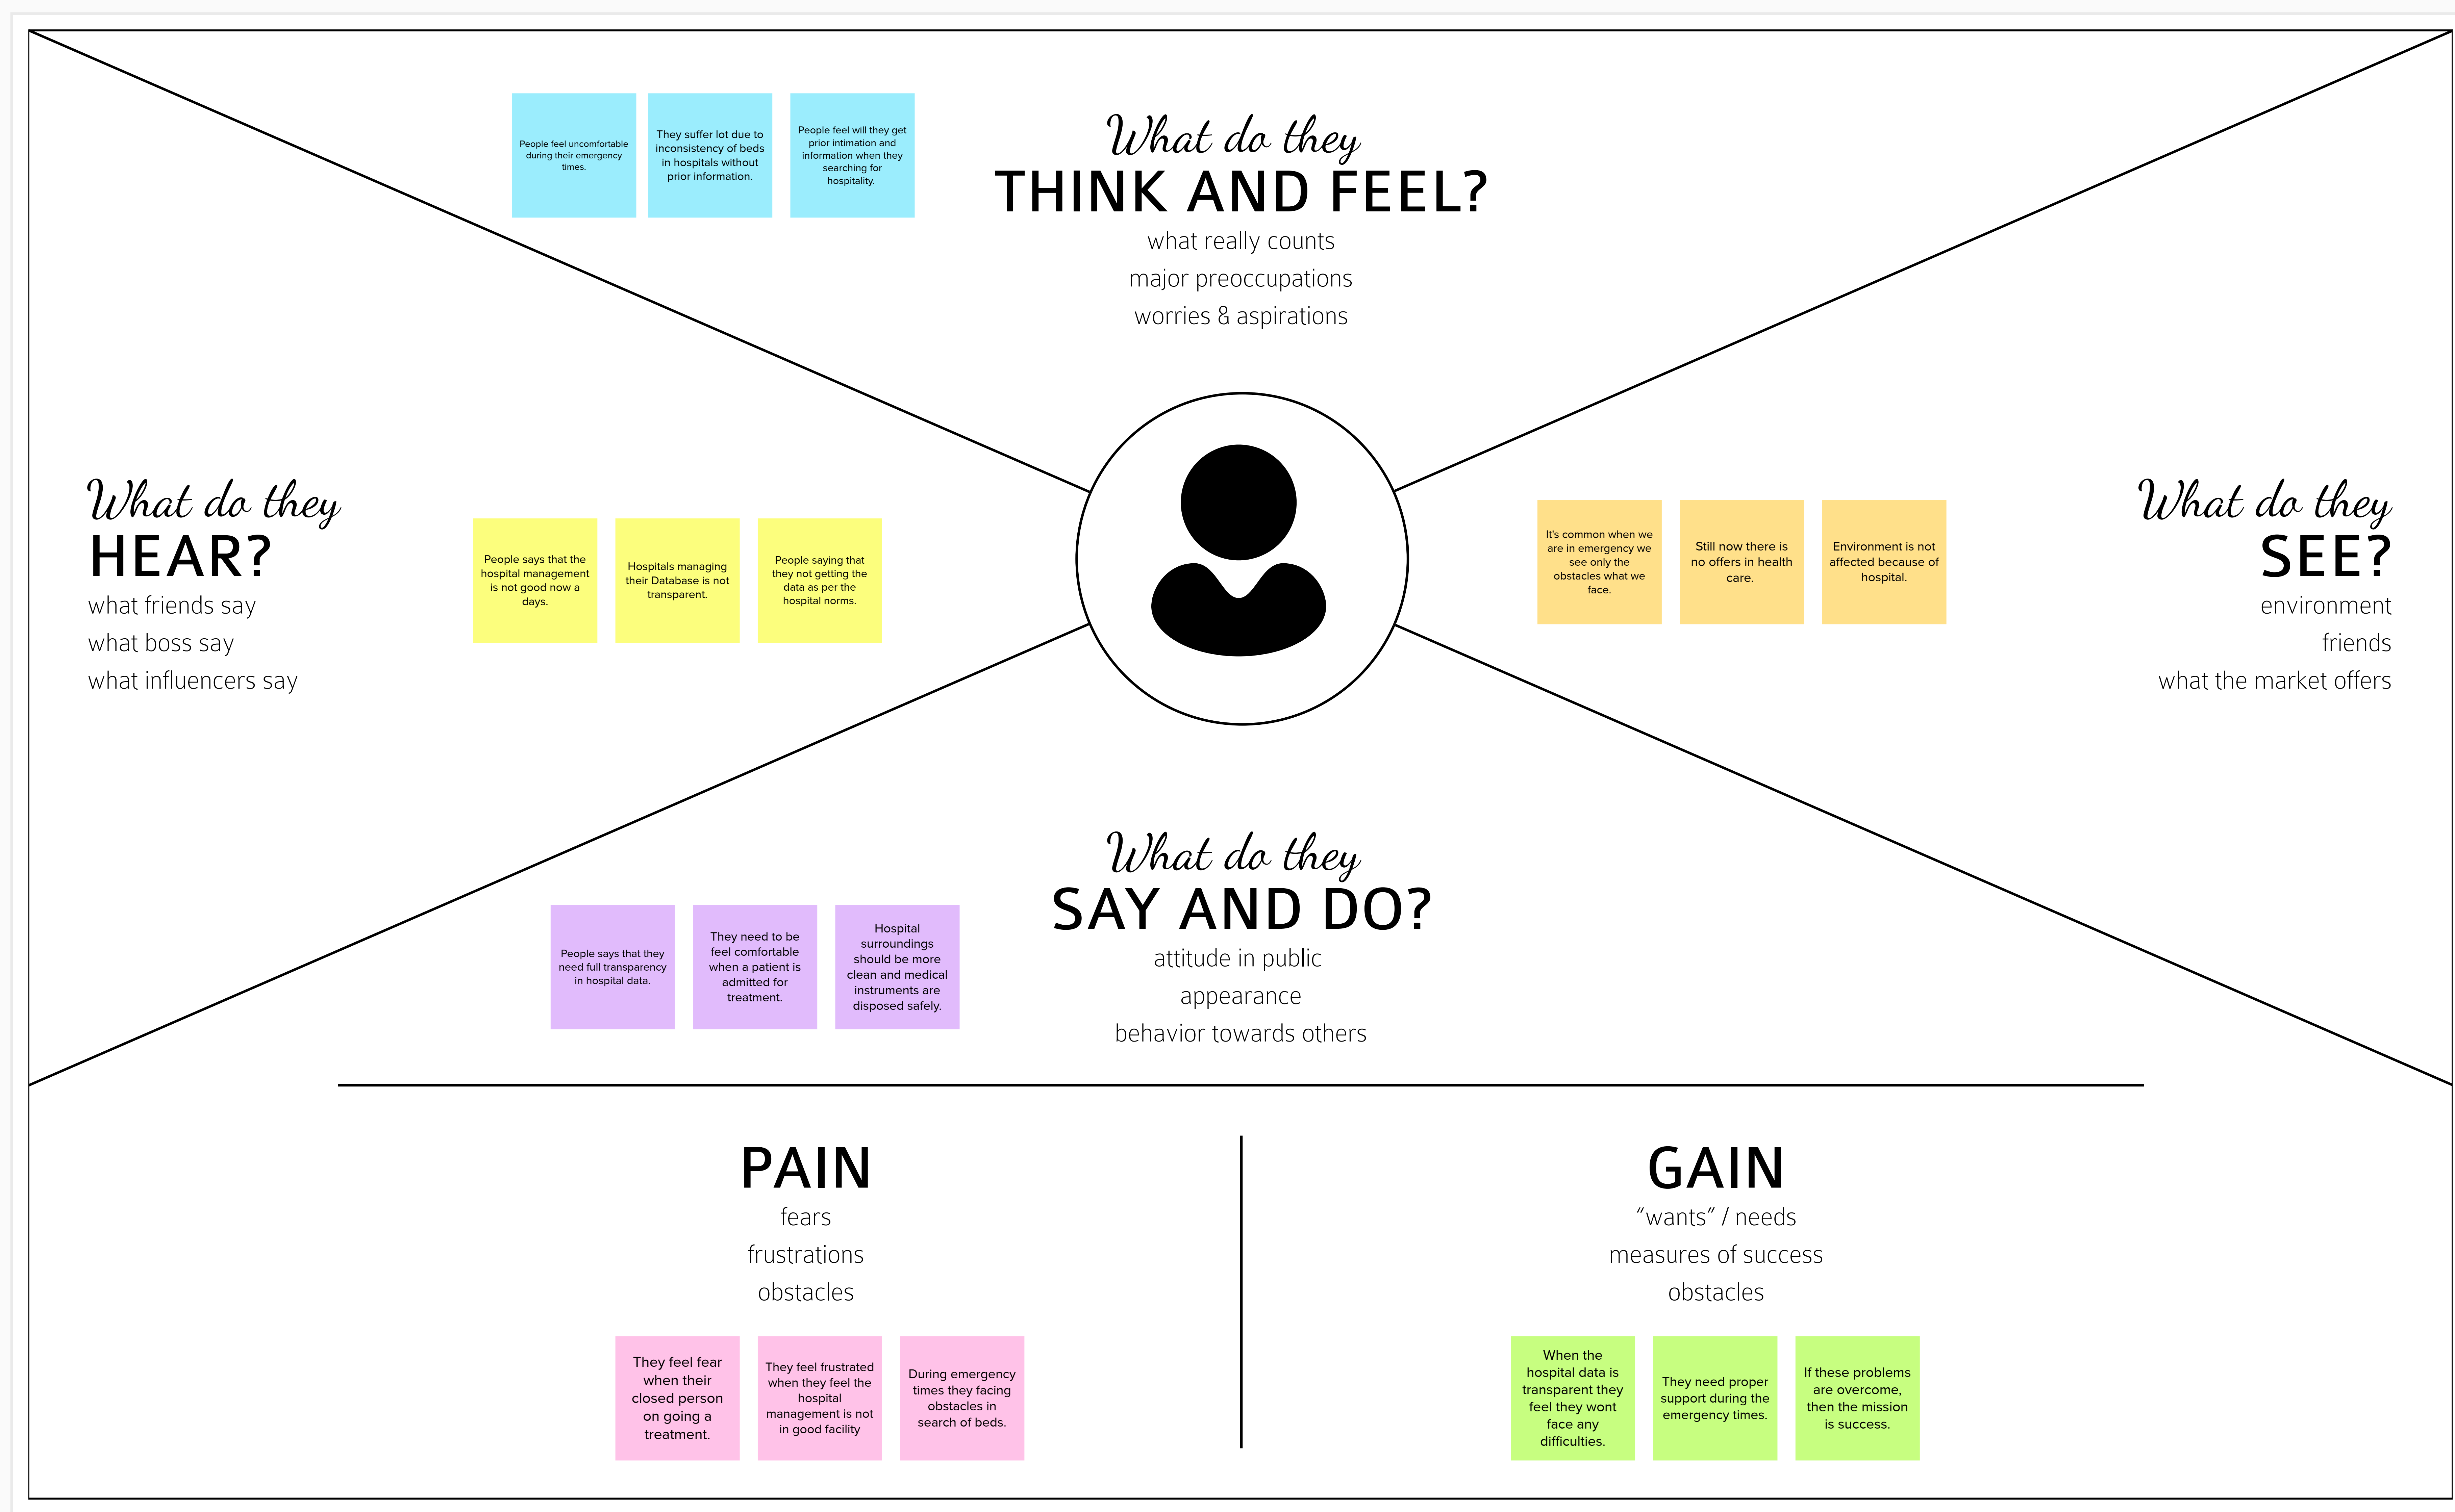 People feel uncomfortable
during their emergency
times.
They suffer lot due to
inconsistency of beds
in hospitals without
prior information.
People feel will they get
prior intimation and
information when they
searching for
hospitality.
What do they
THINK AND FEEL?
what really counts
major preoccupations
worries & aspirations
What do they
HEAR?
what friends say
what boss say
what influencers say
People says that the
hospital management
is not good now a
days.
Hospitals managing
their Database is not
transparent.
People saying that
they not getting the
data as per the
hospital norms.
It's common when we
are in emergency we
see only the
obstacles what we
face.
Still now there is
no offers in health
care.
Environment is not
affected because of
hospital.
What do they
SEE?
environment
friends
what the market offers
What do they
SAY AND DO?
attitude in public
appearance
behavior towards others
People says that they
need full transparency
in hospital data.
They need to be
feel comfortable
when a patient is
admitted for
treatment.
Hospital
surroundings
should be more
clean and medical
instruments are
disposed safely.
PAIN
fears
frustrations
obstacles
They feel fear
when their
closed person
on going a
treatment.
They feel frustrated
when they feel the
hospital
management is not
in good facility
During emergency
times they facing
obstacles in
search of beds.
GAIN
“wants” / needs
measures of success
obstacles
When the
hospital data is
transparent they
feel they wont
face any
difficulties.
They need proper
support during the
emergency times.
If these problems
are overcome,
then the mission
is success.